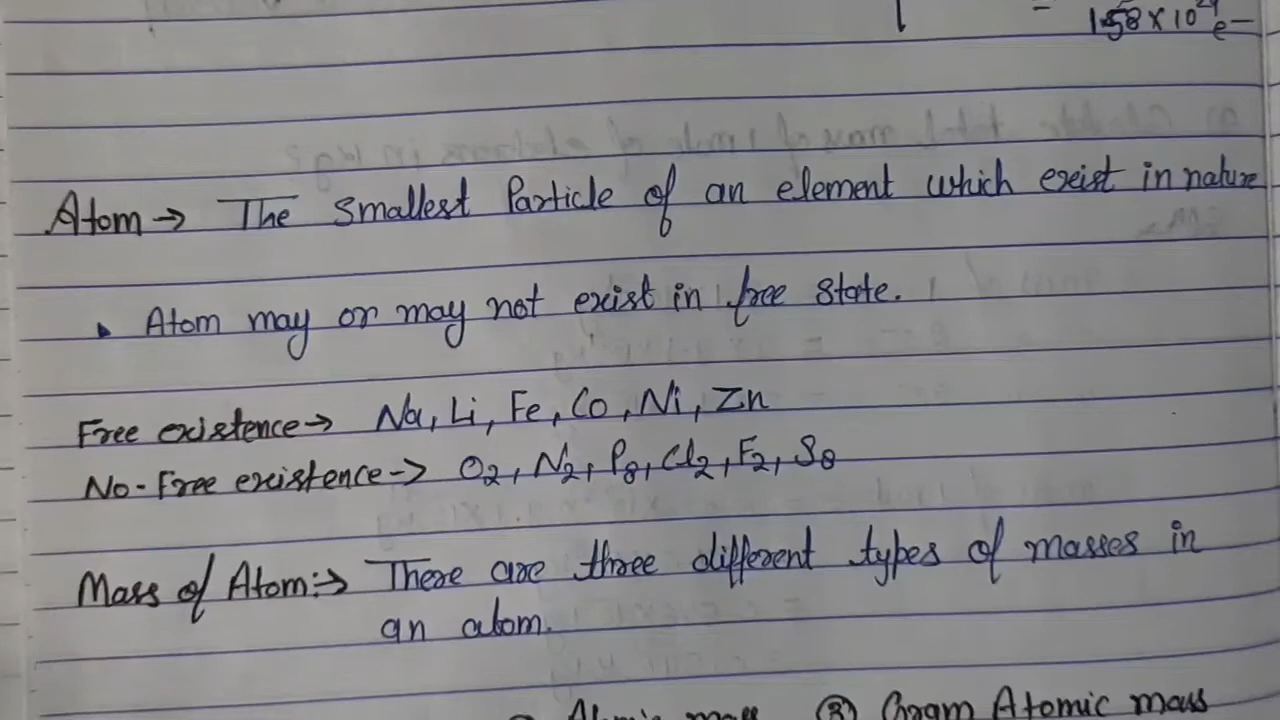 =
1.58 × 10²⁴ e–
Atom → The Smallest Particle of an element which exist in nature
Atom may or may not exist in free state.
Free existence → Na, Li, Fe, Co, Ni, Zn
No-Free existence -> O₂, N₂, P₈, Cl₂, F₂, S₈
Mass of Atom :-> There are three different types of masses in
an atom.
Atomic mass ③ Gram Atomic mass